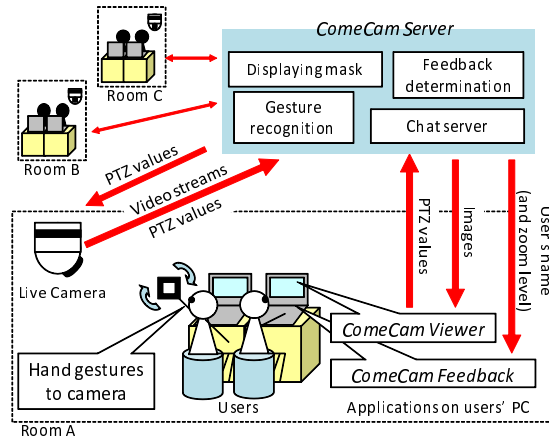 ComeCam Server
Displaying mask
Feedback
determination
Gesture
recognition
Chat server
Room C
Room B
PTZ values
Video streams
PTZ values
PTZ values
Images
User's name
(and zoom level)
Live Camera
ComeCam Viewer
ComeCam Feedback
Hand gestures
to camera
Users
Applications on users' PC
Room A